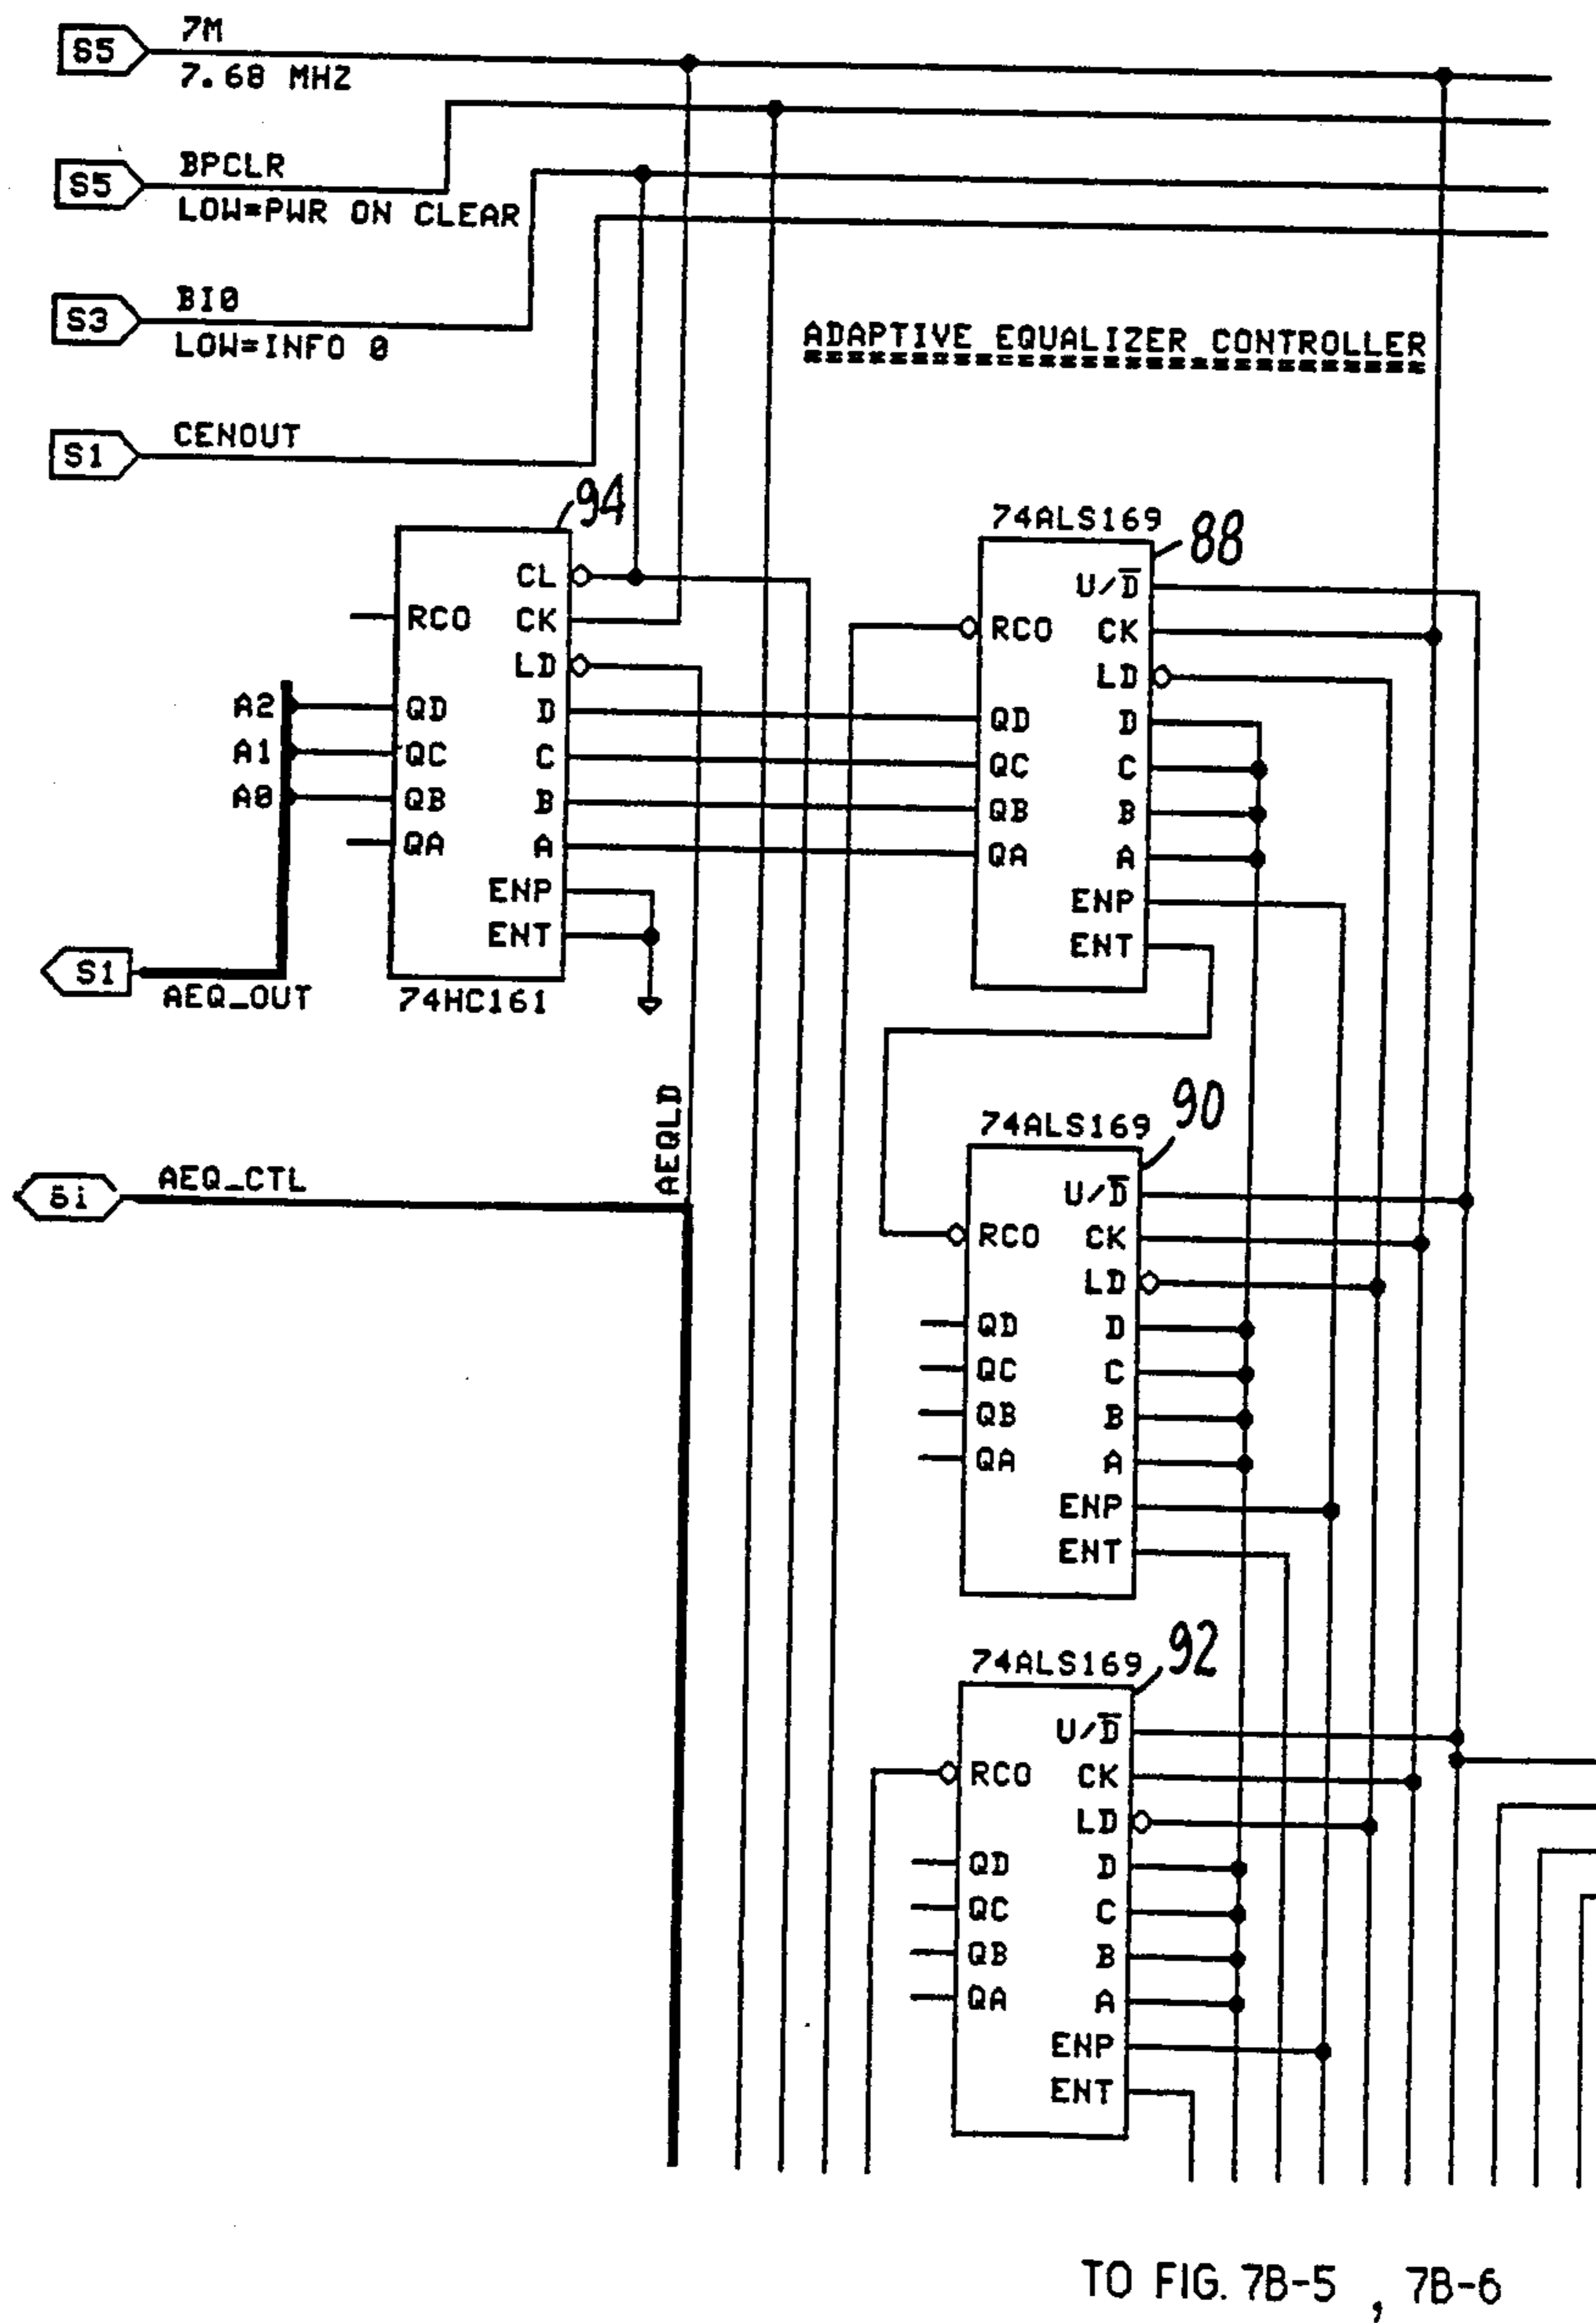 S5 7M
7.68 MHZ
S5 BPCLR
LOW=PWR ON CLEAR
S3 BI0
LOW=INFO 0
ADAPTIVE EQUALIZER CONTROLLER
S1 CENOUT
94
CL
RCO CK
LD
A2 QD D
A1 QC C
A0 QB B
QA A
ENP
ENT
74HC161
S1 AEQ_OUT
74ALS169
88
U/D̅
RCO CK
LD
QD D
QC C
QB B
QA A
ENP
ENT
AEQLD
AEQ_CTL
74ALS169
90
U/D̅
RCO CK
LD
QD D
QC C
QB B
QA A
ENP
ENT
74ALS169
92
U/D̅
RCO CK
LD
QD D
QC C
QB B
QA A
ENP
ENT
TO FIG. 7B-5 , 7B-6